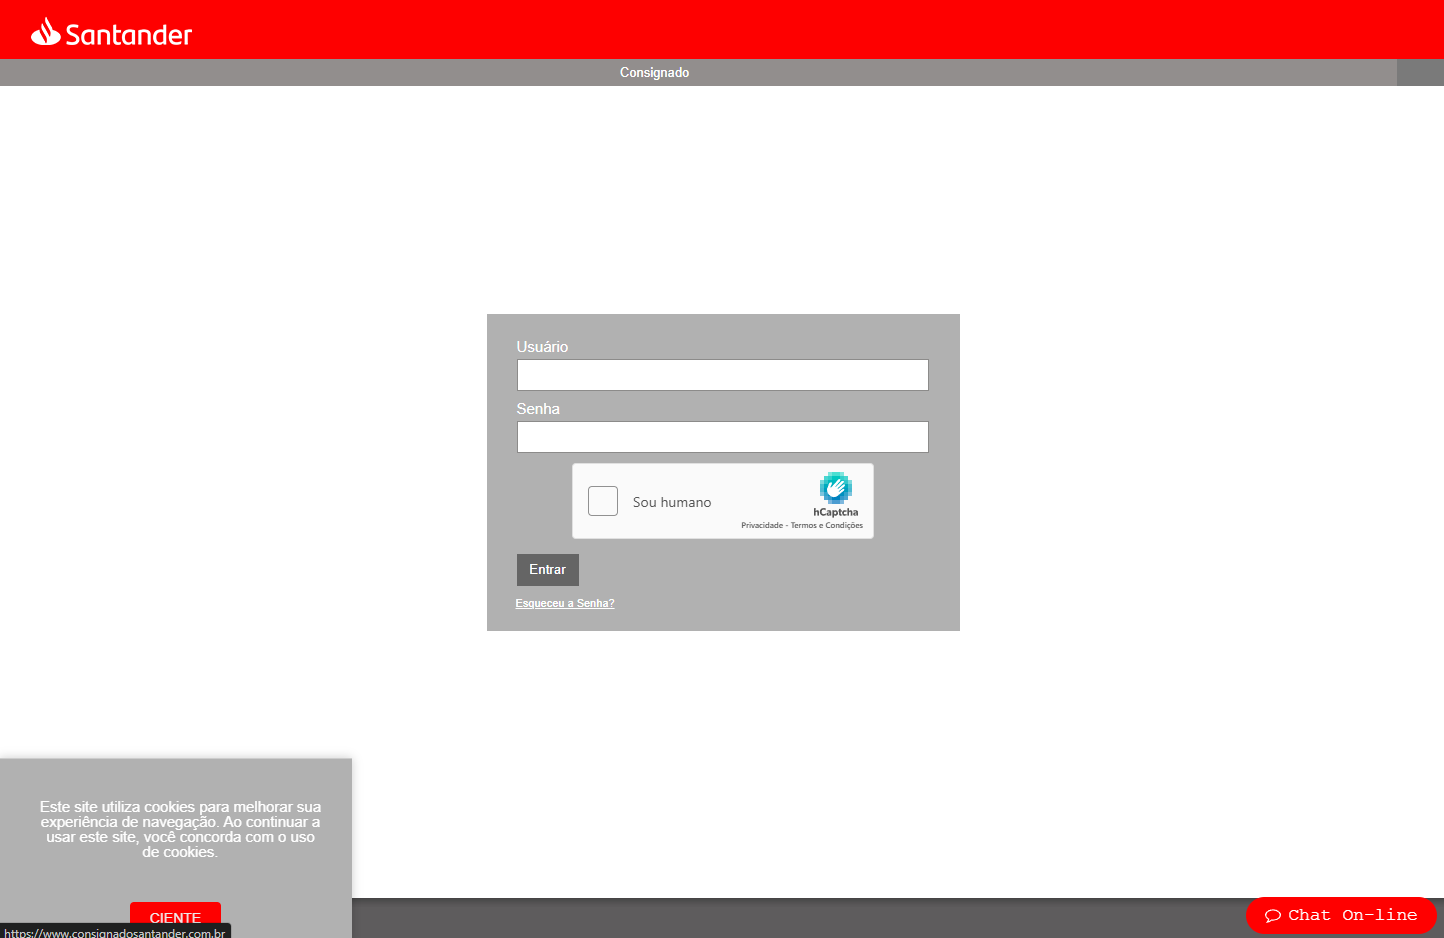 Santander
Consignado
Usuário
Senha
Sou humano
hCaptcha
Privacidade - Termos e Condições
Entrar
Esqueceu a Senha?
Este site utiliza cookies para melhorar sua
experiência de navegação. Ao continuar a
usar este site, você concorda com o uso
de cookies.
CIENTE
Chat On-line
https://www.consignadosantander.com.br